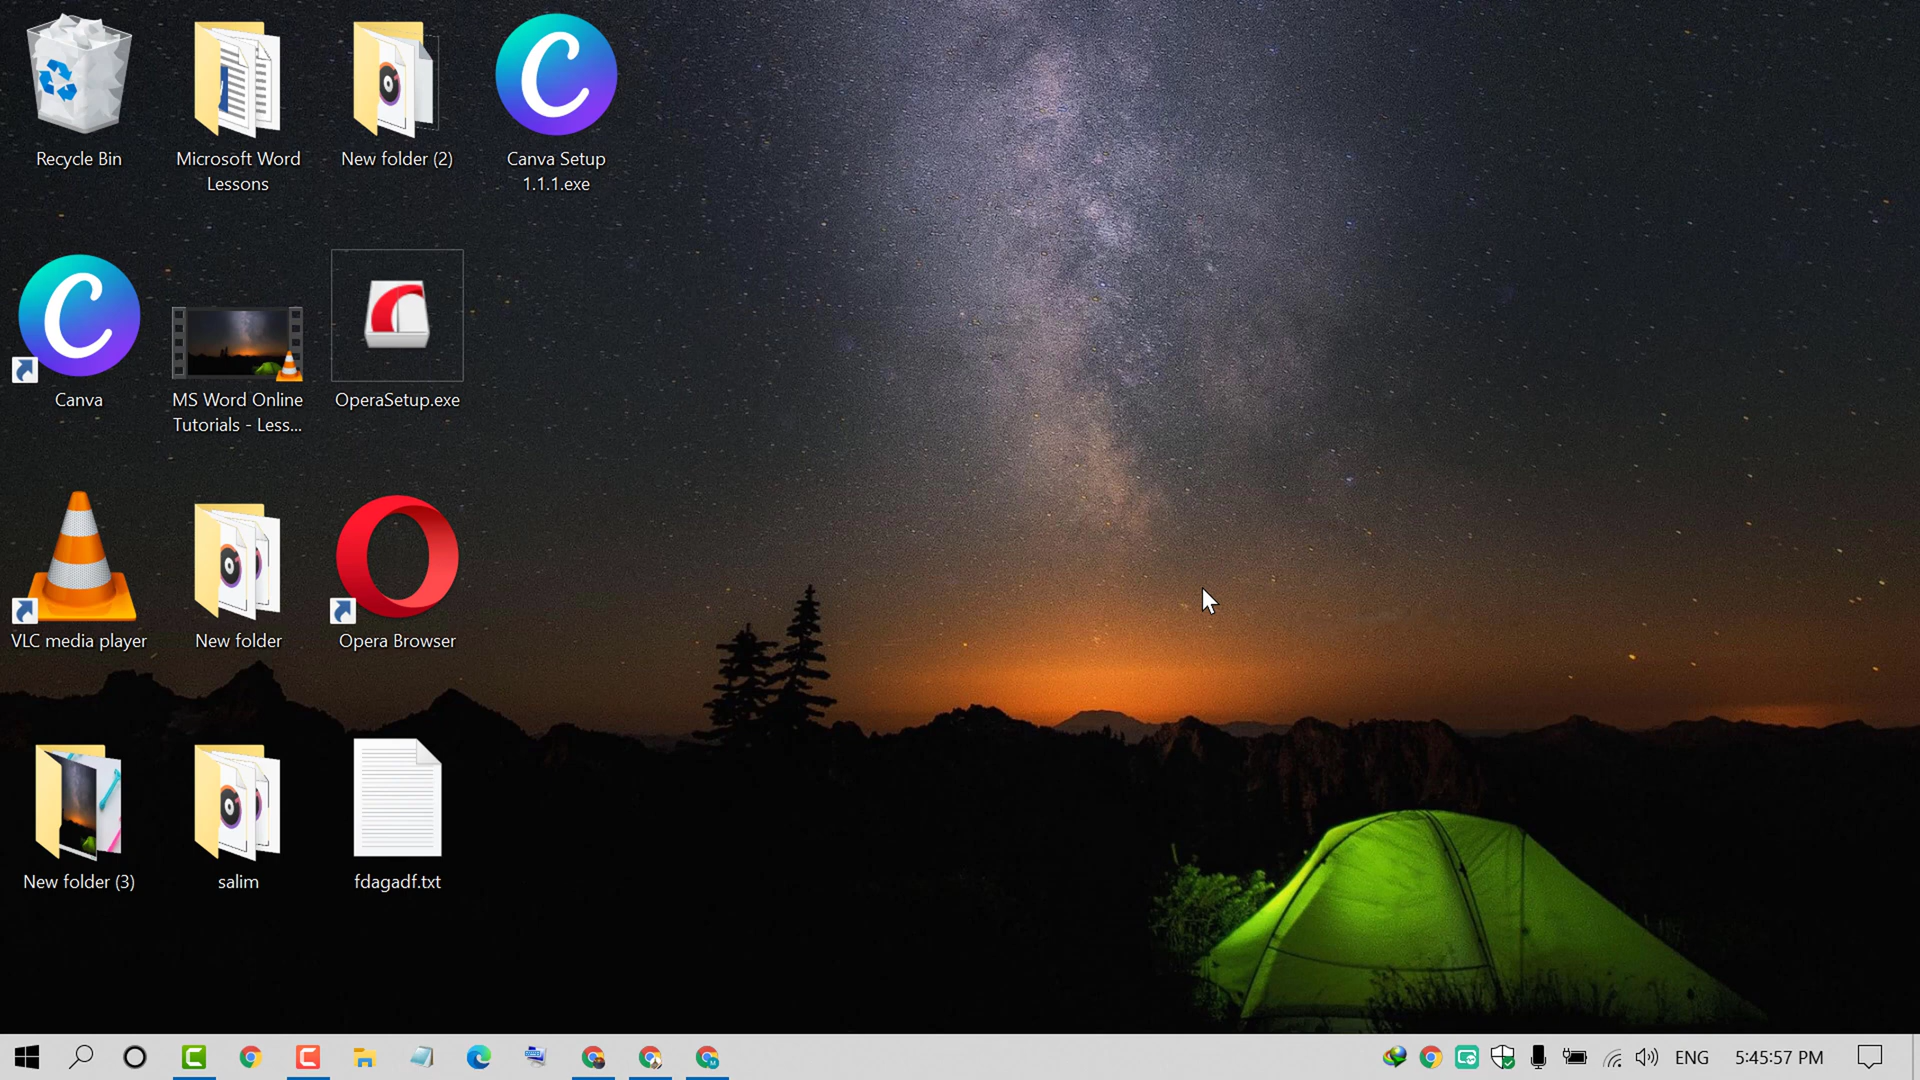 Recycle Bin
Microsoft Word
Lessons
New folder (2)
Canva Setup
1.1.1.exe
Canva
MS Word Online
Tutorials - Less...
OperaSetup.exe
VLC media player
New folder
Opera Browser
New folder (3)
salim
fdagadf.txt
ENG
5:45:57 PM